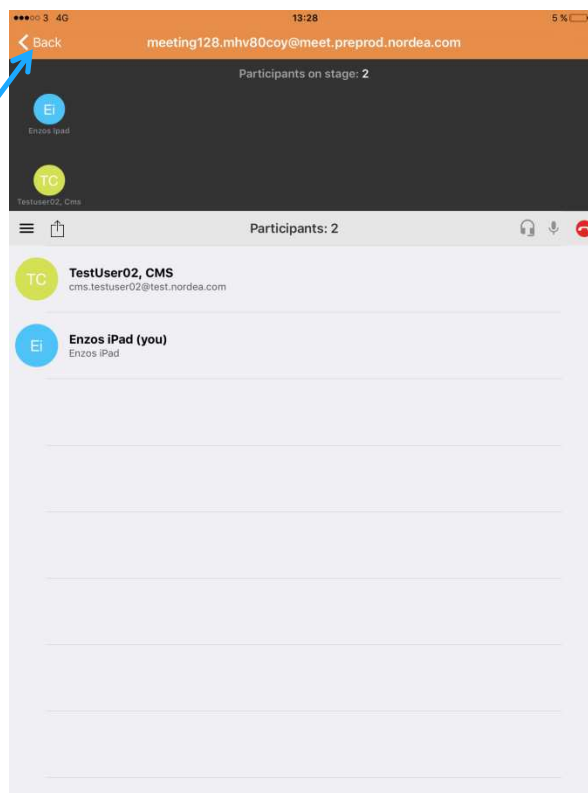 3 4G 13:28 5 %
Back meeting128.mhv80coy@meet.preprod.nordea.com
Participants on stage: 2
Ei
Enzos Ipad
TC
Testuser02, Cms
Participants: 2
TC TestUser02, CMS
cms.testuser02@test.nordea.com
Ei Enzos iPad (you)
Enzos iPad